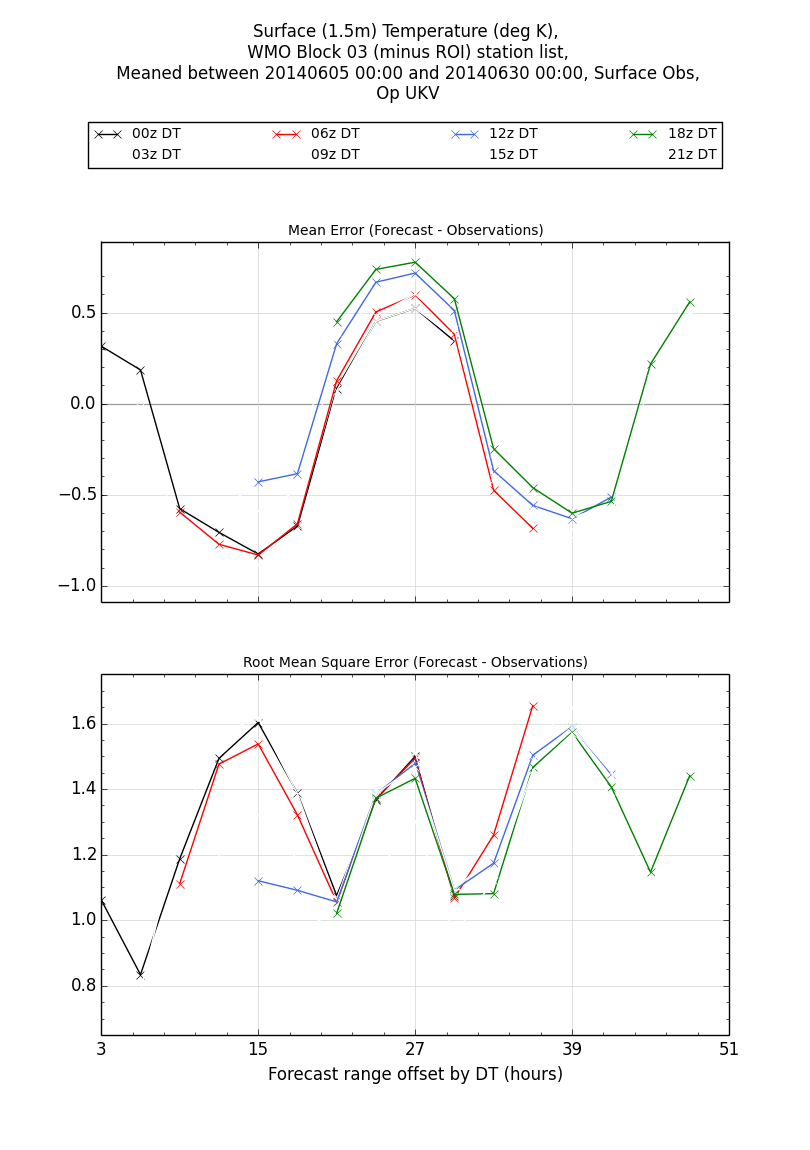 Surface (1.5m) Temperature (deg K),
WMO Block 03 (minus ROI) station list,
Meaned between 20140605 00:00 and 20140630 00:00, Surface Obs,
Op UKV
00z DT 06z DT 12z DT 18z DT
03z DT 09z DT 15z DT 21z DT
Mean Error (Forecast - Observations)
0.5
0.0
−0.5
−1.0
Root Mean Square Error (Forecast - Observations)
1.6
1.4
1.2
1.0
0.8
3 15 27 39 51
Forecast range offset by DT (hours)